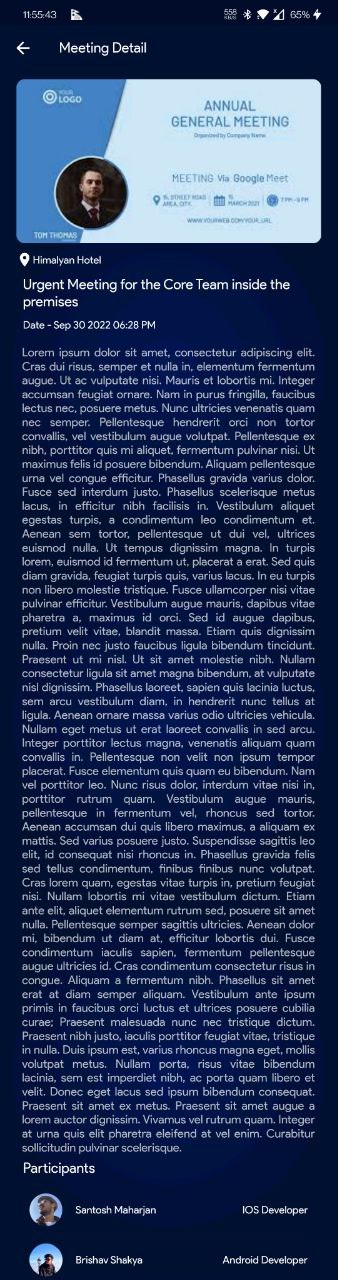 11:55:43
558 KB/S
65%
Meeting Detail
YOUR LOGO
ANNUAL
GENERAL MEETING
Organized by Company Name
MEETING Via Google Meet
15, STREET ROAD
AREA, CITY.
15
MARCH 2021
7 PM - 9 PM
WWW.YOURWEB.COM/YOUR_URL
TOM THOMAS
Himalyan Hotel
Urgent Meeting for the Core Team inside the
premises
Date - Sep 30 2022 06:28 PM
Lorem ipsum dolor sit amet, consectetur adipiscing elit.
Cras dui risus, semper et nulla in, elementum fermentum
augue. Ut ac vulputate nisi. Mauris et lobortis mi. Integer
accumsan feugiat ornare. Nam in purus fringilla, faucibus
lectus nec, posuere metus. Nunc ultricies venenatis quam
nec semper. Pellentesque hendrerit orci non tortor
convallis, vel vestibulum augue volutpat. Pellentesque ex
nibh, porttitor quis mi aliquet, fermentum pulvinar nisi. Ut
maximus felis id posuere bibendum. Aliquam pellentesque
urna vel congue efficitur. Phasellus gravida varius dolor.
Fusce sed interdum justo. Phasellus scelerisque metus
lacus, in efficitur nibh facilisis in. Vestibulum aliquet
egestas turpis, a condimentum leo condimentum et.
Aenean sem tortor, pellentesque ut dui vel, ultrices
euismod nulla. Ut tempus dignissim magna. In turpis
lorem, euismod id fermentum ut, placerat a erat. Sed quis
diam gravida, feugiat turpis quis, varius lacus. In eu turpis
non libero molestie tristique. Fusce ullamcorper nisi vitae
pulvinar efficitur. Vestibulum augue mauris, dapibus vitae
pharetra a, maximus id orci. Sed id augue dapibus,
pretium velit vitae, blandit massa. Etiam quis dignissim
nulla. Proin nec justo faucibus ligula bibendum tincidunt.
Praesent ut mi nisl. Ut sit amet molestie nibh. Nullam
consectetur ligula sit amet magna bibendum, at vulputate
nisl dignissim. Phasellus laoreet, sapien quis lacinia luctus,
sem arcu vestibulum diam, in hendrerit nunc tellus at
ligula. Aenean ornare massa varius odio ultricies vehicula.
Nullam eget metus ut erat laoreet convallis in sed arcu.
Integer porttitor lectus magna, venenatis aliquam quam
convallis in. Pellentesque non velit non ipsum tempor
placerat. Fusce elementum quis quam eu bibendum. Nam
vel porttitor leo. Nunc risus dolor, interdum vitae nisi in,
porttitor rutrum quam. Vestibulum augue mauris,
pellentesque in fermentum vel, rhoncus sed tortor.
Aenean accumsan dui quis libero maximus, a aliquam ex
mattis. Sed varius posuere justo. Suspendisse sagittis leo
elit, id consequat nisi rhoncus in. Phasellus gravida felis
sed tellus condimentum, finibus finibus nunc volutpat.
Cras lorem quam, egestas vitae turpis in, pretium feugiat
nisi. Nullam lobortis mi vitae vestibulum dictum. Etiam
ante elit, aliquet elementum rutrum sed, posuere sit amet
nulla. Pellentesque semper sagittis ultricies. Aenean dolor
mi, bibendum ut diam at, efficitur lobortis dui. Fusce
condimentum iaculis sapien, fermentum pellentesque
augue ultricies id. Cras condimentum consectetur risus in
congue. Aliquam a fermentum nibh. Phasellus sit amet
erat at diam semper aliquam. Vestibulum ante ipsum
primis in faucibus orci luctus et ultrices posuere cubilia
curae; Praesent malesuada nunc nec tristique dictum.
Praesent nibh justo, iaculis porttitor feugiat vitae, tristique
in nulla. Duis ipsum est, varius rhoncus magna eget, mollis
volutpat metus. Nullam porta, risus vitae bibendum
lacinia, sem est imperdiet nibh, ac porta quam libero et
velit. Donec eget lacus sed ipsum bibendum consequat.
Praesent sit amet ex metus. Praesent sit amet augue a
lorem auctor dignissim. Vivamus vel rutrum quam. Integer
at urna quis elit pharetra eleifend at vel enim. Curabitur
sollicitudin pulvinar scelerisque.
Participants
Santosh Maharjan
IOS Developer
Brishav Shakya
Android Developer